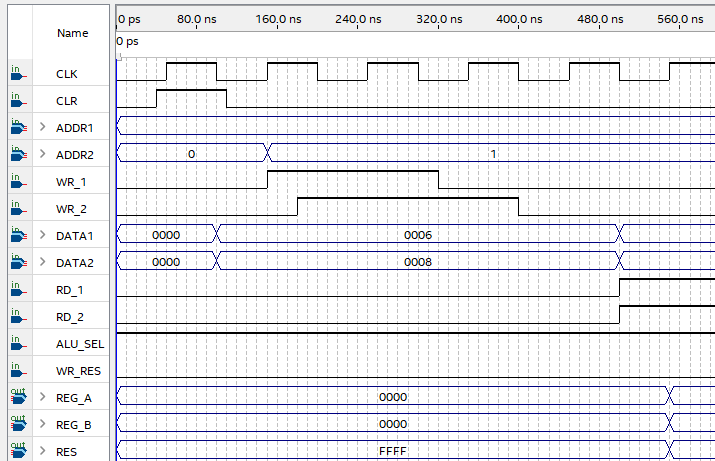 Name 0 ps 80.0 ns 160.0 ns 240.0 ns 320.0 ns 400.0 ns 480.0 ns 560.0 ns
0 ps
in CLK
in CLR
in > ADDR1
in > ADDR2 0 1
in WR_1
in WR_2
in > DATA1 0000 0006
in > DATA2 0000 0008
in RD_1
in RD_2
in ALU_SEL
in WR_RES
out > REG_A 0000
out > REG_B 0000
out > RES FFFF